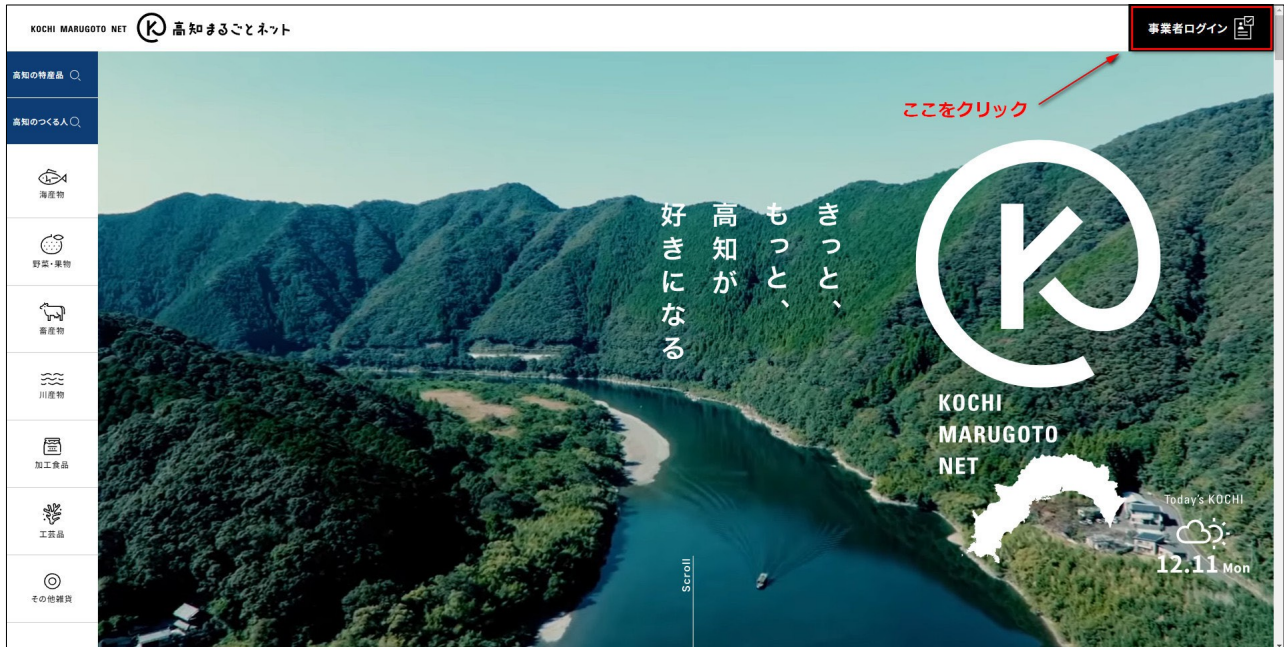 KOCHI MARUGOTO NET 高知まるごとネット
事業者ログイン
高知の特産品
高知のつくる人
海産物
野菜・果物
畜産物
川産物
加工食品
工芸品
その他雑貨
ここをクリック
きっと、
もっと、
高知が
好きになる
KOCHI
MARUGOTO
NET
Today's KOCHI
12.11 Mon
Scroll